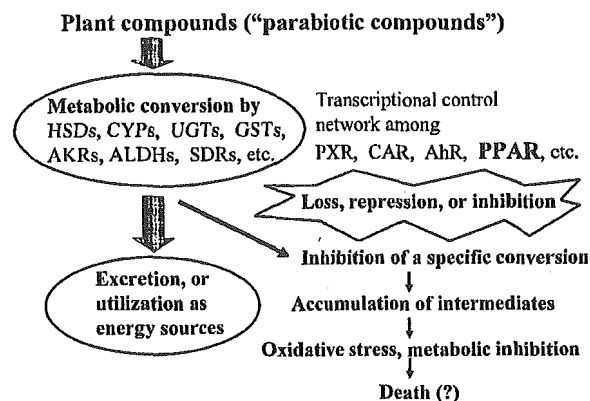 Plant compounds (“parabiotic compounds”)
Metabolic conversion by
HSDs, CYPs, UGTs, GSTs,
AKRs, ALDHs, SDRs, etc.
Transcriptional control
network among
PXR, CAR, AhR, PPAR, etc.
Loss, repression, or inhibition
Excretion, or
utilization as
energy sources
Inhibition of a specific conversion
Accumulation of intermediates
Oxidative stress, metabolic inhibition
Death (?)